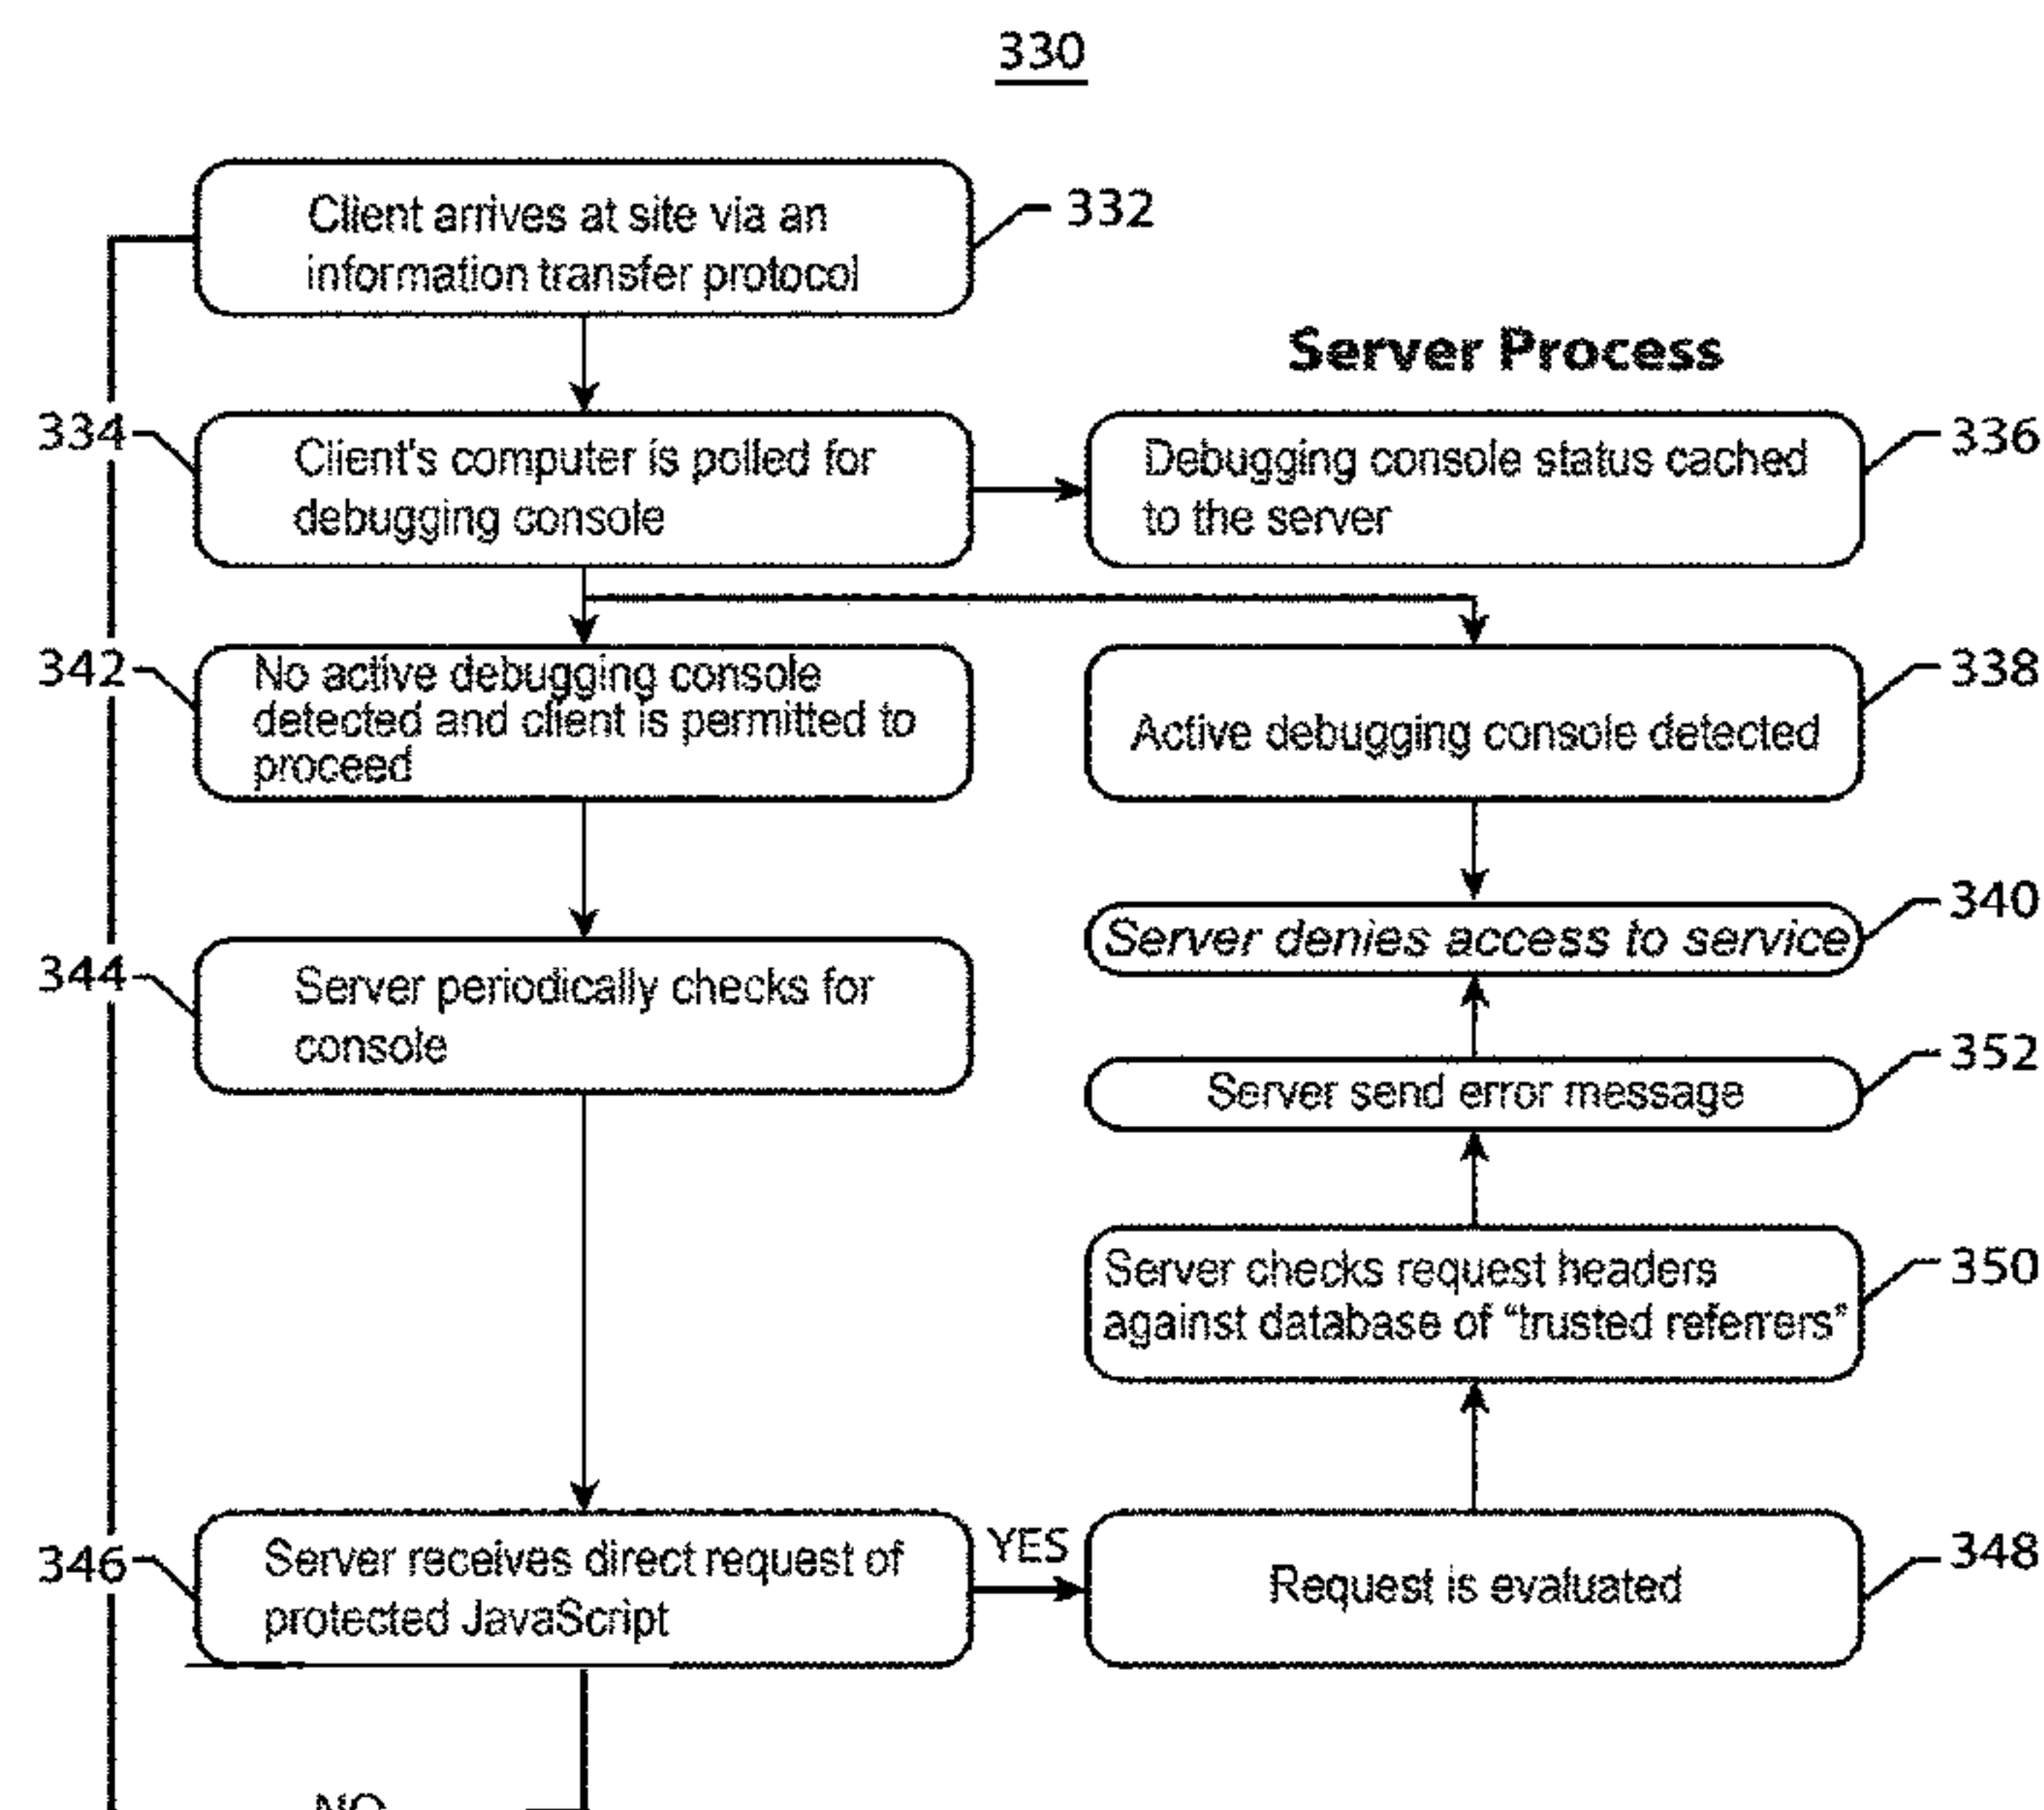 330
Client arrives at site via an
information transfer protocol
332
Server Process
334
Client's computer is polled for
debugging console
Debugging console status cached
to the server
336
342
No active debugging console
detected and client is permitted to
proceed
Active debugging console detected
338
Server denies access to service
340
344
Server periodically checks for
console
Server send error message
352
Server checks request headers
against database of “trusted referrers”
350
346
Server receives direct request of
protected JavaScript
YES
Request is evaluated
348
NO